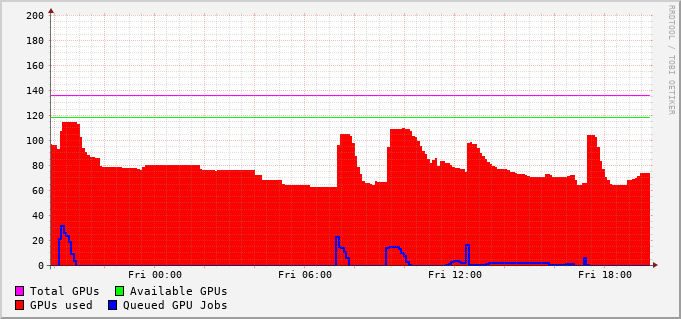 200
180
160
140
120
100
80
60
40
20
0
Fri 00:00 Fri 06:00 Fri 12:00 Fri 18:00
Total GPUs Available GPUs
GPUs used Queued GPU Jobs
RRDTOOL / TOBI OETIKER